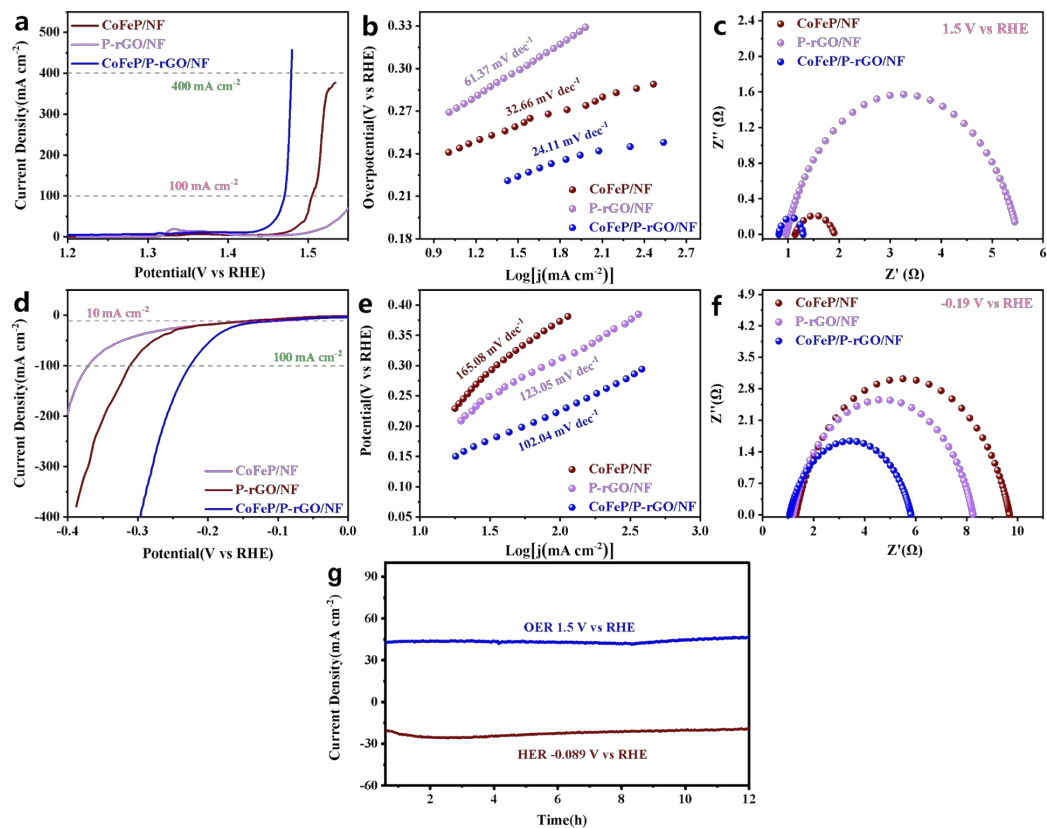 a
CoFeP/NF
P-rGO/NF
CoFeP/P-rGO/NF
400 mA cm⁻²
100 mA cm⁻²
Current Density(mA cm⁻²)
500
400
300
200
100
0
1.2
1.3
1.4
1.5
Potential(V vs RHE)
b
61.37 mV dec⁻¹
32.66 mV dec⁻¹
24.11 mV dec⁻¹
CoFeP/NF
P-rGO/NF
CoFeP/P-rGO/NF
Overpotential(V vs RHE)
0.33
0.30
0.27
0.24
0.21
0.18
0.5
1.0
1.5
2.0
2.5
3.0
Log[j(mA cm⁻²)]
c
CoFeP/NF
P-rGO/NF
CoFeP/P-rGO/NF
1.5 V vs RHE
Z'' (Ω)
2.0
1.6
1.2
0.8
0.4
0.0
0
1
2
3
4
5
6
Z' (Ω)
d
10 mA cm⁻²
100 mA cm⁻²
CoFeP/NF
P-rGO/NF
CoFeP/P-rGO/NF
Current Density(mA cm⁻²)
0
-100
-200
-300
-400
-0.4
-0.3
-0.2
-0.1
0.0
Potential(V vs RHE)
e
165.08 mV dec⁻¹
123.05 mV dec⁻¹
102.04 mV dec⁻¹
CoFeP/NF
P-rGO/NF
CoFeP/P-rGO/NF
Potential(V vs RHE)
0.40
0.35
0.30
0.25
0.20
0.15
0.10
0.05
1.0
1.5
2.0
2.5
3.0
Log[j(mA cm⁻²)]
f
CoFeP/NF
P-rGO/NF
CoFeP/P-rGO/NF
-0.19 V vs RHE
Z''(Ω)
4.9
4.2
3.5
2.8
2.1
1.4
0.7
0.0
0
2
4
6
8
10
Z'(Ω)
g
OER 1.5 V vs RHE
HER -0.089 V vs RHE
Current Density(mA cm⁻²)
90
60
30
0
-30
-60
2
4
6
8
10
12
Time(h)